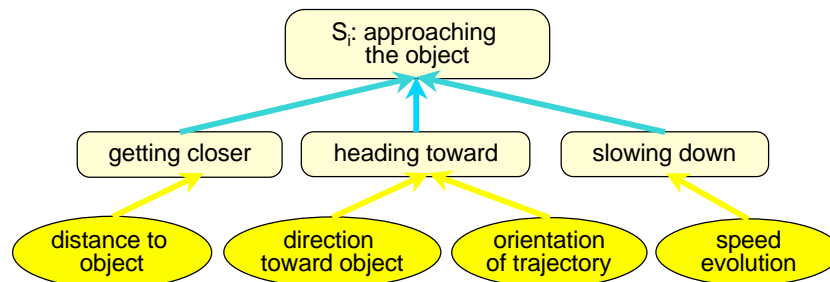 S_i: approaching
the object
getting closer
heading toward
slowing down
distance to
object
direction
toward object
orientation
of trajectory
speed
evolution